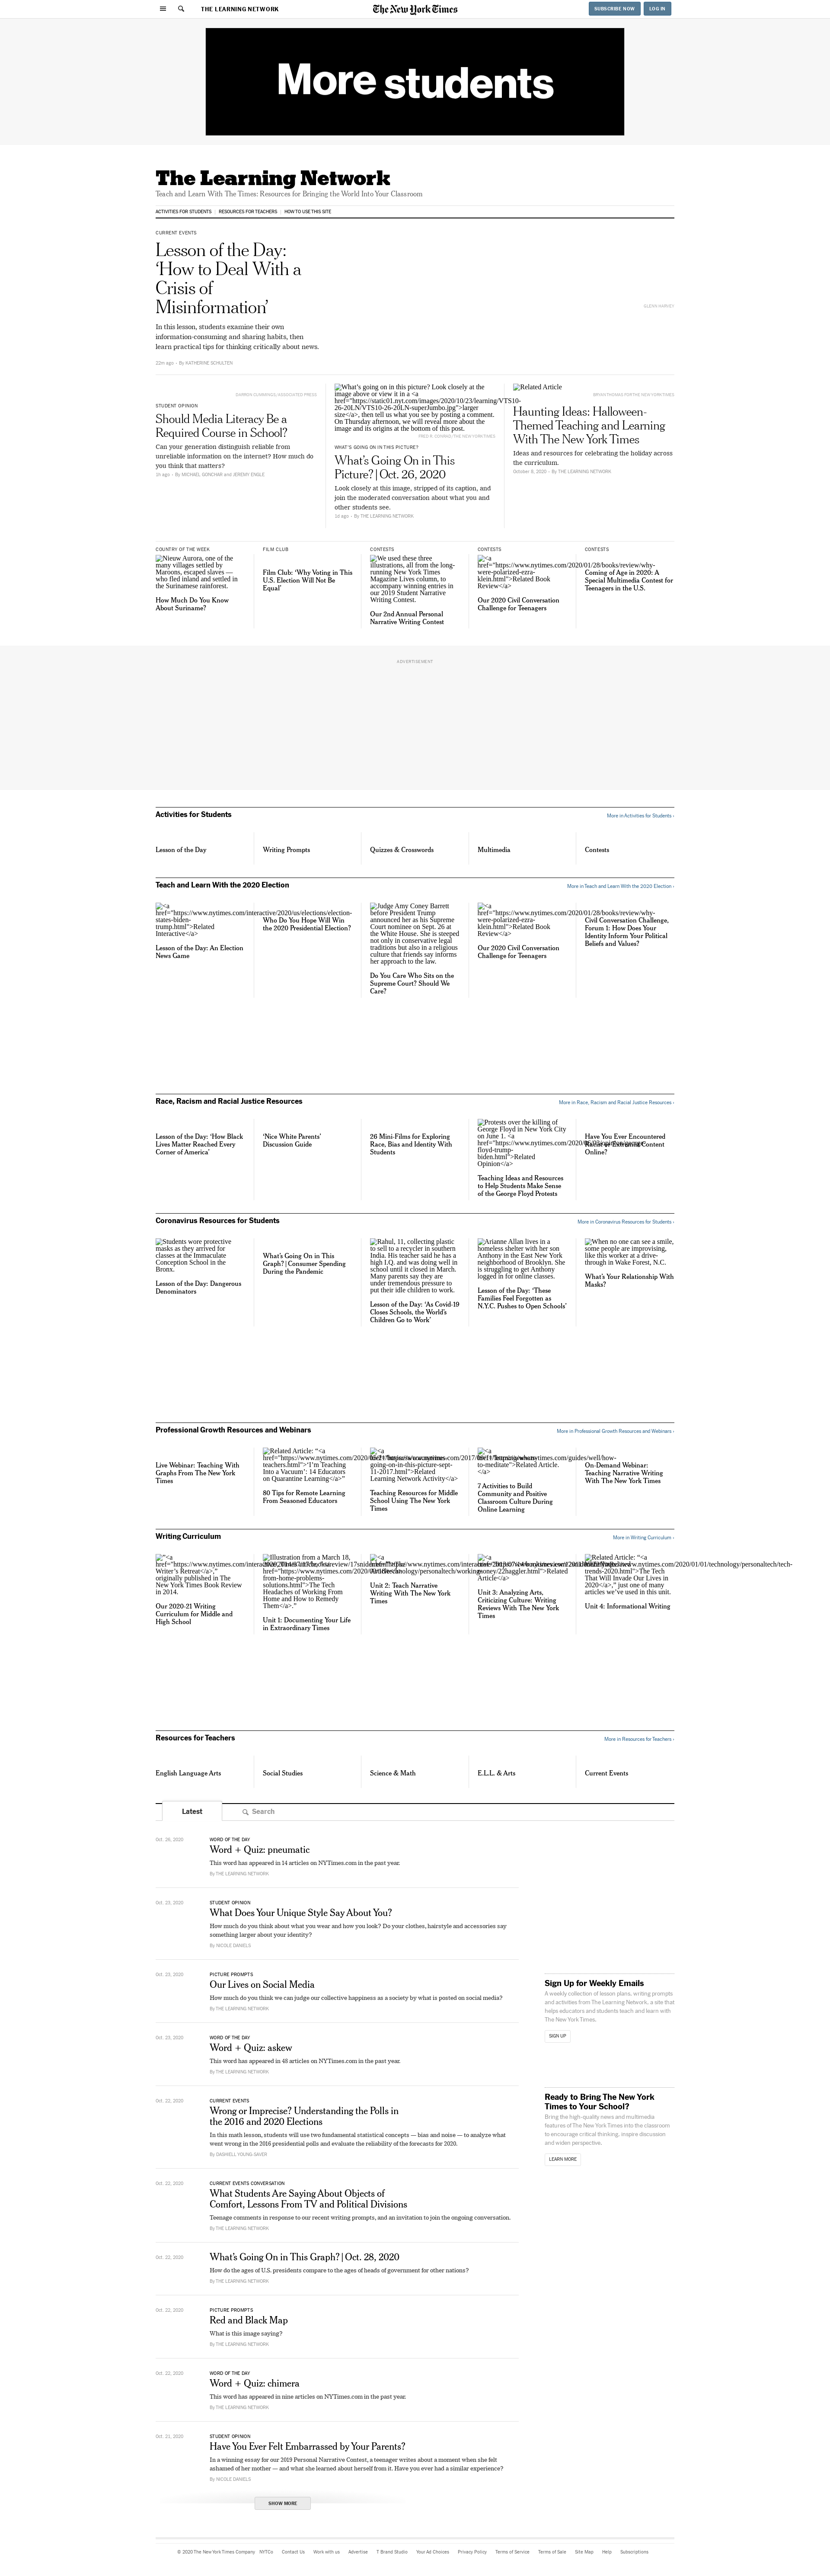 THE LEARNING NETWORK
The New York Times
SUBSCRIBE NOW
LOG IN
More students
The Learning Network
Teach and Learn With The Times: Resources for Bringing the World Into Your Classroom
ACTIVITIES FOR STUDENTS
RESOURCES FOR TEACHERS
HOW TO USE THIS SITE
CURRENT EVENTS
Lesson of the Day:
‘How to Deal With a
Crisis of
Misinformation’
In this lesson, students examine their own
information-consuming and sharing habits, then
learn practical tips for thinking critically about news.
22m ago · By KATHERINE SCHULTEN
GLENN HARVEY
DARRON CUMMINGS/ASSOCIATED PRESS
STUDENT OPINION
Should Media Literacy Be a
Required Course in School?
Can your generation distinguish reliable from
unreliable information on the internet? How much do
you think that matters?
1h ago · By MICHAEL GONCHAR and JEREMY ENGLE
What’s going on in this picture? Look closely at the
image above or view it in a <a
href="https://static01.nyt.com/images/2020/10/23/learning/VTS10-
26-20LN/VTS10-26-20LN-superJumbo.jpg">larger
size</a>, then tell us what you see by posting a comment.
On Thursday afternoon, we will reveal more about the
image and its origins at the bottom of this post.
FRED R. CONRAD/THE NEW YORK TIMES
WHAT’S GOING ON IN THIS PICTURE?
What’s Going On in This
Picture? | Oct. 26, 2020
Look closely at this image, stripped of its caption, and
join the moderated conversation about what you and
other students see.
1d ago · By THE LEARNING NETWORK
Related Article
BRYAN THOMAS FOR THE NEW YORK TIMES
Haunting Ideas: Halloween-
Themed Teaching and Learning
With The New York Times
Ideas and resources for celebrating the holiday across
the curriculum.
October 9, 2020 · By THE LEARNING NETWORK
COUNTRY OF THE WEEK
Nieuw Aurora, one of the
many villages settled by
Maroons, escaped slaves —
who fled inland and settled in
the Surinamese rainforest.
How Much Do You Know
About Suriname?
FILM CLUB
Film Club: ‘Why Voting in This
U.S. Election Will Not Be
Equal’
CONTESTS
We used these three
illustrations, all from the long-
running New York Times
Magazine Lives column, to
accompany winning entries in
our 2019 Student Narrative
Writing Contest.
Our 2nd Annual Personal
Narrative Writing Contest
CONTESTS
<a
href="https://www.nytimes.com/2020/01/28/books/review/why-
were-polarized-ezra-
klein.html">Related Book
Review</a>
Our 2020 Civil Conversation
Challenge for Teenagers
CONTESTS
Coming of Age in 2020: A
Special Multimedia Contest for
Teenagers in the U.S.
ADVERTISEMENT
Activities for Students
More in Activities for Students ›
Lesson of the Day
Writing Prompts
Quizzes & Crosswords
Multimedia
Contests
Teach and Learn With the 2020 Election
More in Teach and Learn With the 2020 Election ›
<a
href="https://www.nytimes.com/interactive/2020/us/elections/election-
states-biden-
trump.html">Related
Interactive</a>
Lesson of the Day: An Election
News Game
Who Do You Hope Will Win
the 2020 Presidential Election?
Judge Amy Coney Barrett
before President Trump
announced her as his Supreme
Court nominee on Sept. 26 at
the White House. She is steeped
not only in conservative legal
traditions but also in a religious
culture that friends say informs
her approach to the law.
Do You Care Who Sits on the
Supreme Court? Should We
Care?
<a
href="https://www.nytimes.com/2020/01/28/books/review/why-
were-polarized-ezra-
klein.html">Related Book
Review</a>
Our 2020 Civil Conversation
Challenge for Teenagers
Civil Conversation Challenge,
Forum 1: How Does Your
Identity Inform Your Political
Beliefs and Values?
Race, Racism and Racial Justice Resources
More in Race, Racism and Racial Justice Resources ›
Lesson of the Day: ‘How Black
Lives Matter Reached Every
Corner of America’
‘Nice White Parents’
Discussion Guide
26 Mini-Films for Exploring
Race, Bias and Identity With
Students
Protests over the killing of
George Floyd in New York City
on June 1. <a
floyd-trump-
biden.html">Related
Opinion</a>
Teaching Ideas and Resources
to Help Students Make Sense
of the George Floyd Protests
Have You Ever Encountered
Racist or Extremist Content
Online?
Coronavirus Resources for Students
More in Coronavirus Resources for Students ›
Students wore protective
masks as they arrived for
classes at the Immaculate
Conception School in the
Bronx.
Lesson of the Day: Dangerous
Denominators
What’s Going On in This
Graph? | Consumer Spending
During the Pandemic
Rahul, 11, collecting plastic
to sell to a recycler in southern
India. His teacher said he has a
high I.Q. and was doing well in
school until it closed in March.
Many parents say they are
under tremendous pressure to
put their idle children to work.
Lesson of the Day: ‘As Covid-19
Closes Schools, the World’s
Children Go to Work’
Arianne Allan lives in a
homeless shelter with her son
Anthony in the East New York
neighborhood of Brooklyn. She
is struggling to get Anthony
logged in for online classes.
Lesson of the Day: ‘These
Families Feel Forgotten as
N.Y.C. Pushes to Open Schools’
When no one can see a smile,
some people are improvising,
like this worker at a drive-
through in Wake Forest, N.C.
What’s Your Relationship With
Masks?
Professional Growth Resources and Webinars
More in Professional Growth Resources and Webinars ›
Live Webinar: Teaching With
Graphs From The New York
Times
Related Article: “<a
teachers.html">‘I’m Teaching
Into a Vacuum’: 14 Educators
on Quarantine Learning</a>”
80 Tips for Remote Learning
From Seasoned Educators
<a
going-on-in-this-picture-sept-
11-2017.html">Related
Learning Network Activity</a>
Teaching Resources for Middle
School Using The New York
Times
<a
to-meditate">Related Article.
</a>
7 Activities to Build
Community and Positive
Classroom Culture During
Online Learning
On-Demand Webinar:
Teaching Narrative Writing
With The New York Times
Writing Curriculum
More in Writing Curriculum ›
“<a
Writer’s Retreat</a>,”
originally published in The
New York Times Book Review
in 2014.
Our 2020-21 Writing
Curriculum for Middle and
High School
Illustration from a March 18,
from-home-problems-
solutions.html">The Tech
Headaches of Working From
Home and How to Remedy
Them</a>.”
Unit 1: Documenting Your Life
in Extraordinary Times
<a
Unit 2: Teach Narrative
Writing With The New York
Times
<a
money/22haggler.html">Related
Article</a>
Unit 3: Analyzing Arts,
Criticizing Culture: Writing
Reviews With The New York
Times
Related Article: “<a
trends-2020.html">The Tech
That Will Invade Our Lives in
2020</a>,” just one of many
articles we’ve used in this unit.
Unit 4: Informational Writing
Resources for Teachers
More in Resources for Teachers ›
English Language Arts
Social Studies
Science & Math
E.L.L. & Arts
Current Events
Latest
Search
Oct. 26, 2020
WORD OF THE DAY
Word + Quiz: pneumatic
This word has appeared in 14 articles on NYTimes.com in the past year.
By THE LEARNING NETWORK
Oct. 23, 2020
STUDENT OPINION
What Does Your Unique Style Say About You?
How much do you think about what you wear and how you look? Do your clothes, hairstyle and accessories say
something larger about your identity?
By NICOLE DANIELS
Oct. 23, 2020
PICTURE PROMPTS
Our Lives on Social Media
How much do you think we can judge our collective happiness as a society by what is posted on social media?
By THE LEARNING NETWORK
Oct. 23, 2020
WORD OF THE DAY
Word + Quiz: askew
This word has appeared in 48 articles on NYTimes.com in the past year.
By THE LEARNING NETWORK
Oct. 22, 2020
CURRENT EVENTS
Wrong or Imprecise? Understanding the Polls in
the 2016 and 2020 Elections
In this math lesson, students will use two fundamental statistical concepts — bias and noise — to analyze what
went wrong in the 2016 presidential polls and evaluate the reliability of the forecasts for 2020.
By DASHIELL YOUNG-SAVER
Oct. 22, 2020
CURRENT EVENTS CONVERSATION
What Students Are Saying About Objects of
Comfort, Lessons From TV and Political Divisions
Teenage comments in response to our recent writing prompts, and an invitation to join the ongoing conversation.
By THE LEARNING NETWORK
Oct. 22, 2020
What’s Going On in This Graph? | Oct. 28, 2020
How do the ages of U.S. presidents compare to the ages of heads of government for other nations?
By THE LEARNING NETWORK
Oct. 22, 2020
PICTURE PROMPTS
Red and Black Map
What is this image saying?
By THE LEARNING NETWORK
Oct. 22, 2020
WORD OF THE DAY
Word + Quiz: chimera
This word has appeared in nine articles on NYTimes.com in the past year.
By THE LEARNING NETWORK
Oct. 21, 2020
STUDENT OPINION
Have You Ever Felt Embarrassed by Your Parents?
In a winning essay for our 2019 Personal Narrative Contest, a teenager writes about a moment when she felt
ashamed of her mother — and what she learned about herself from it. Have you ever had a similar experience?
By NICOLE DANIELS
SHOW MORE
Sign Up for Weekly Emails
A weekly collection of lesson plans, writing prompts
and activities from The Learning Network, a site that
helps educators and students teach and learn with
The New York Times.
SIGN UP
Ready to Bring The New York
Times to Your School?
Bring the high-quality news and multimedia
features of The New York Times into the classroom
to encourage critical thinking, inspire discussion
and widen perspective.
LEARN MORE
© 2020 The New York Times Company
NYTCo
Contact Us
Work with us
Advertise
T Brand Studio
Your Ad Choices
Privacy Policy
Terms of Service
Terms of Sale
Site Map
Help
Subscriptions